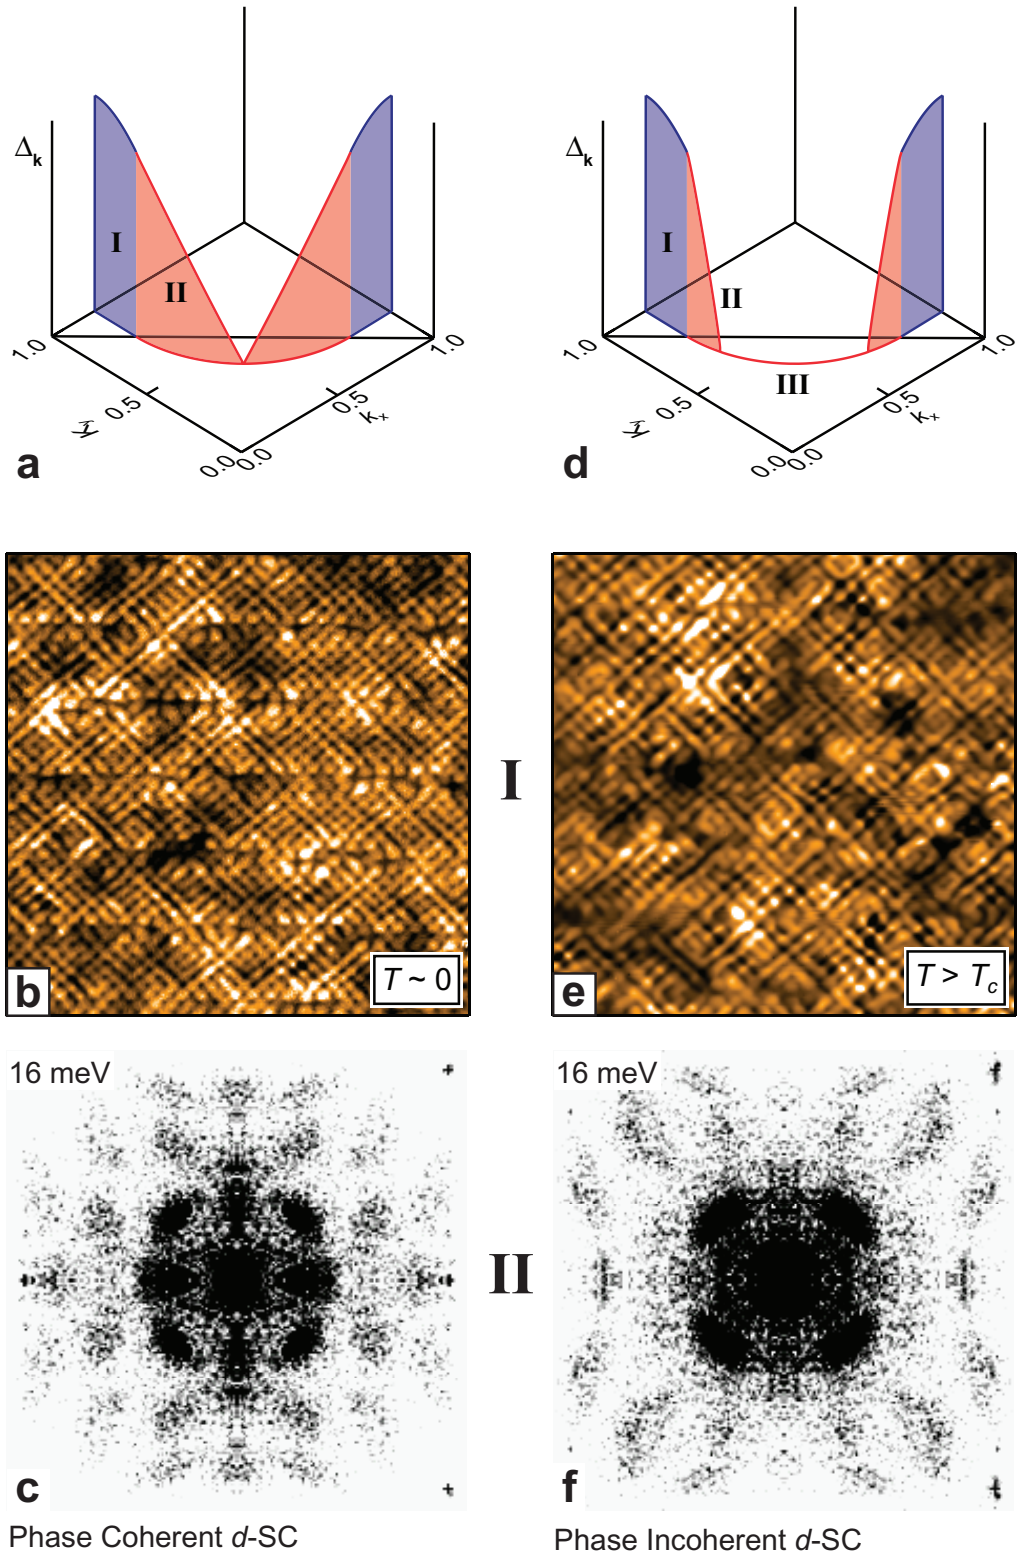 Δk
I
II
1.0
0.5
0.0
ky
0.0
0.5
1.0
kx
a
Δk
I
II
III
1.0
0.5
0.0
ky
0.0
0.5
1.0
kx
d
b
T ~ 0
I
e
T > Tc
16 meV
c
II
16 meV
f
Phase Coherent d-SC
Phase Incoherent d-SC